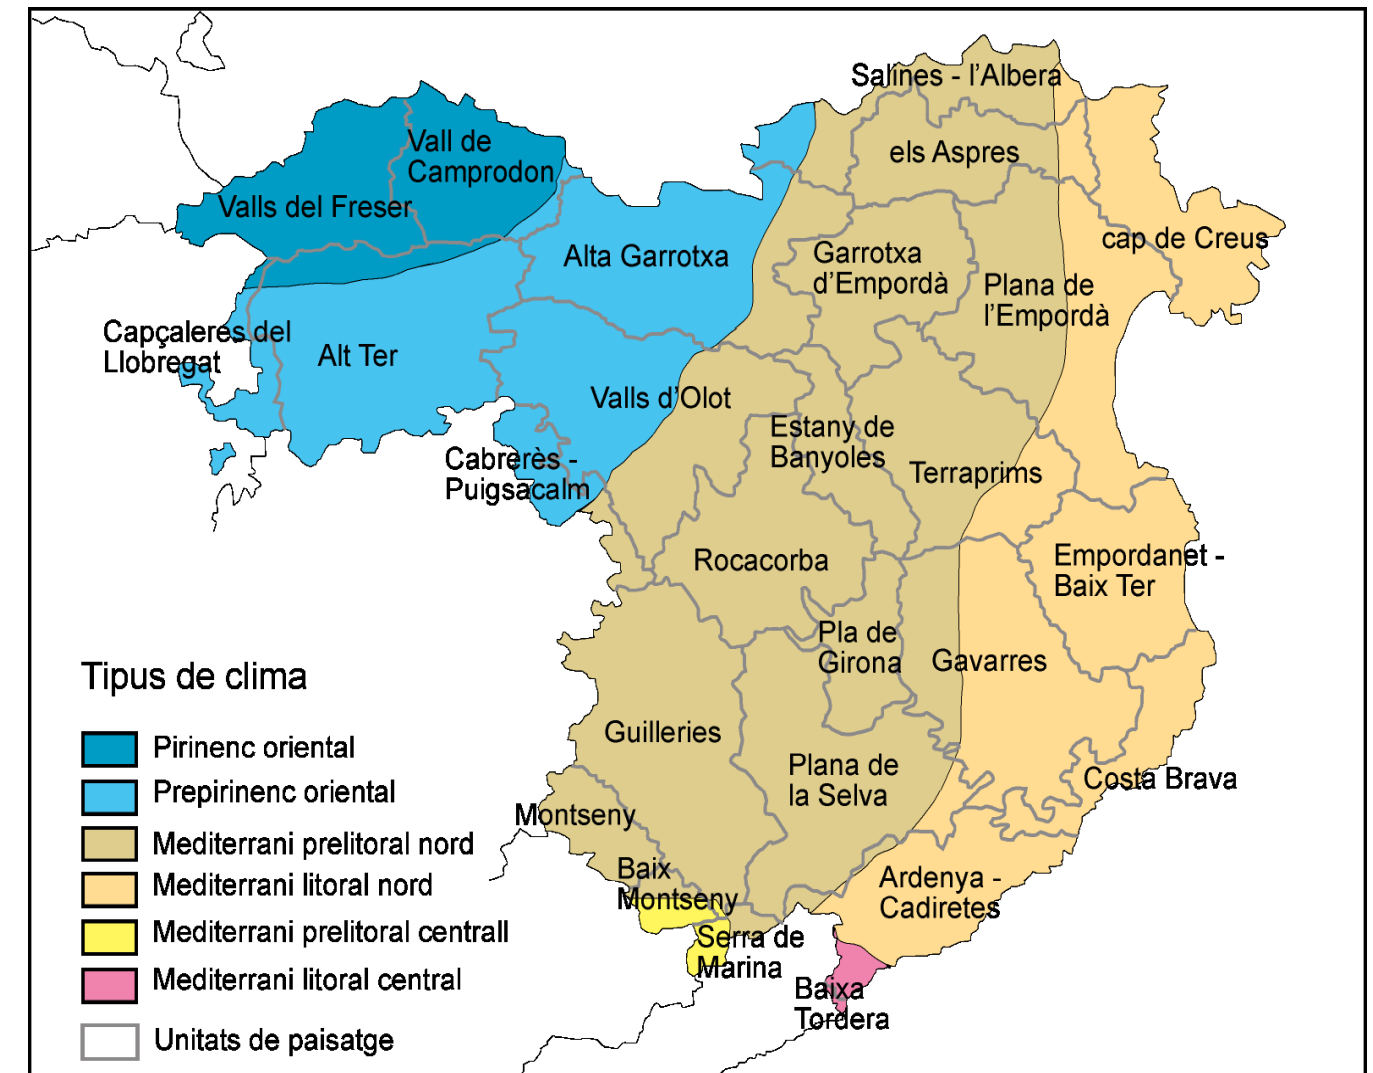 Salines - l'Albera
Vall de
Camprodon
els Aspres
Valls del Freser
Alta Garrotxa
Garrotxa
d'Empordà
cap de Creus
Plana de
l'Empordà
Capçaleres del
Llobregat
Alt Ter
Valls d'Olot
Estany de
Banyoles
Cabrerès -
Puigsacalm
Terraprims
Rocacorba
Empordanet -
Baix Ter
Pla de
Girona
Gavarres
Guilleries
Plana de
la Selva
Costa Brava
Montseny
Baix
Montseny
Ardenya -
Cadiretes
Serra de
Marina
Baixa
Tordera
Tipus de clima
Pirinenc oriental
Prepirinenc oriental
Mediterrani prelitoral nord
Mediterrani litoral nord
Mediterrani prelitoral centrall
Mediterrani litoral central
Unitats de paisatge